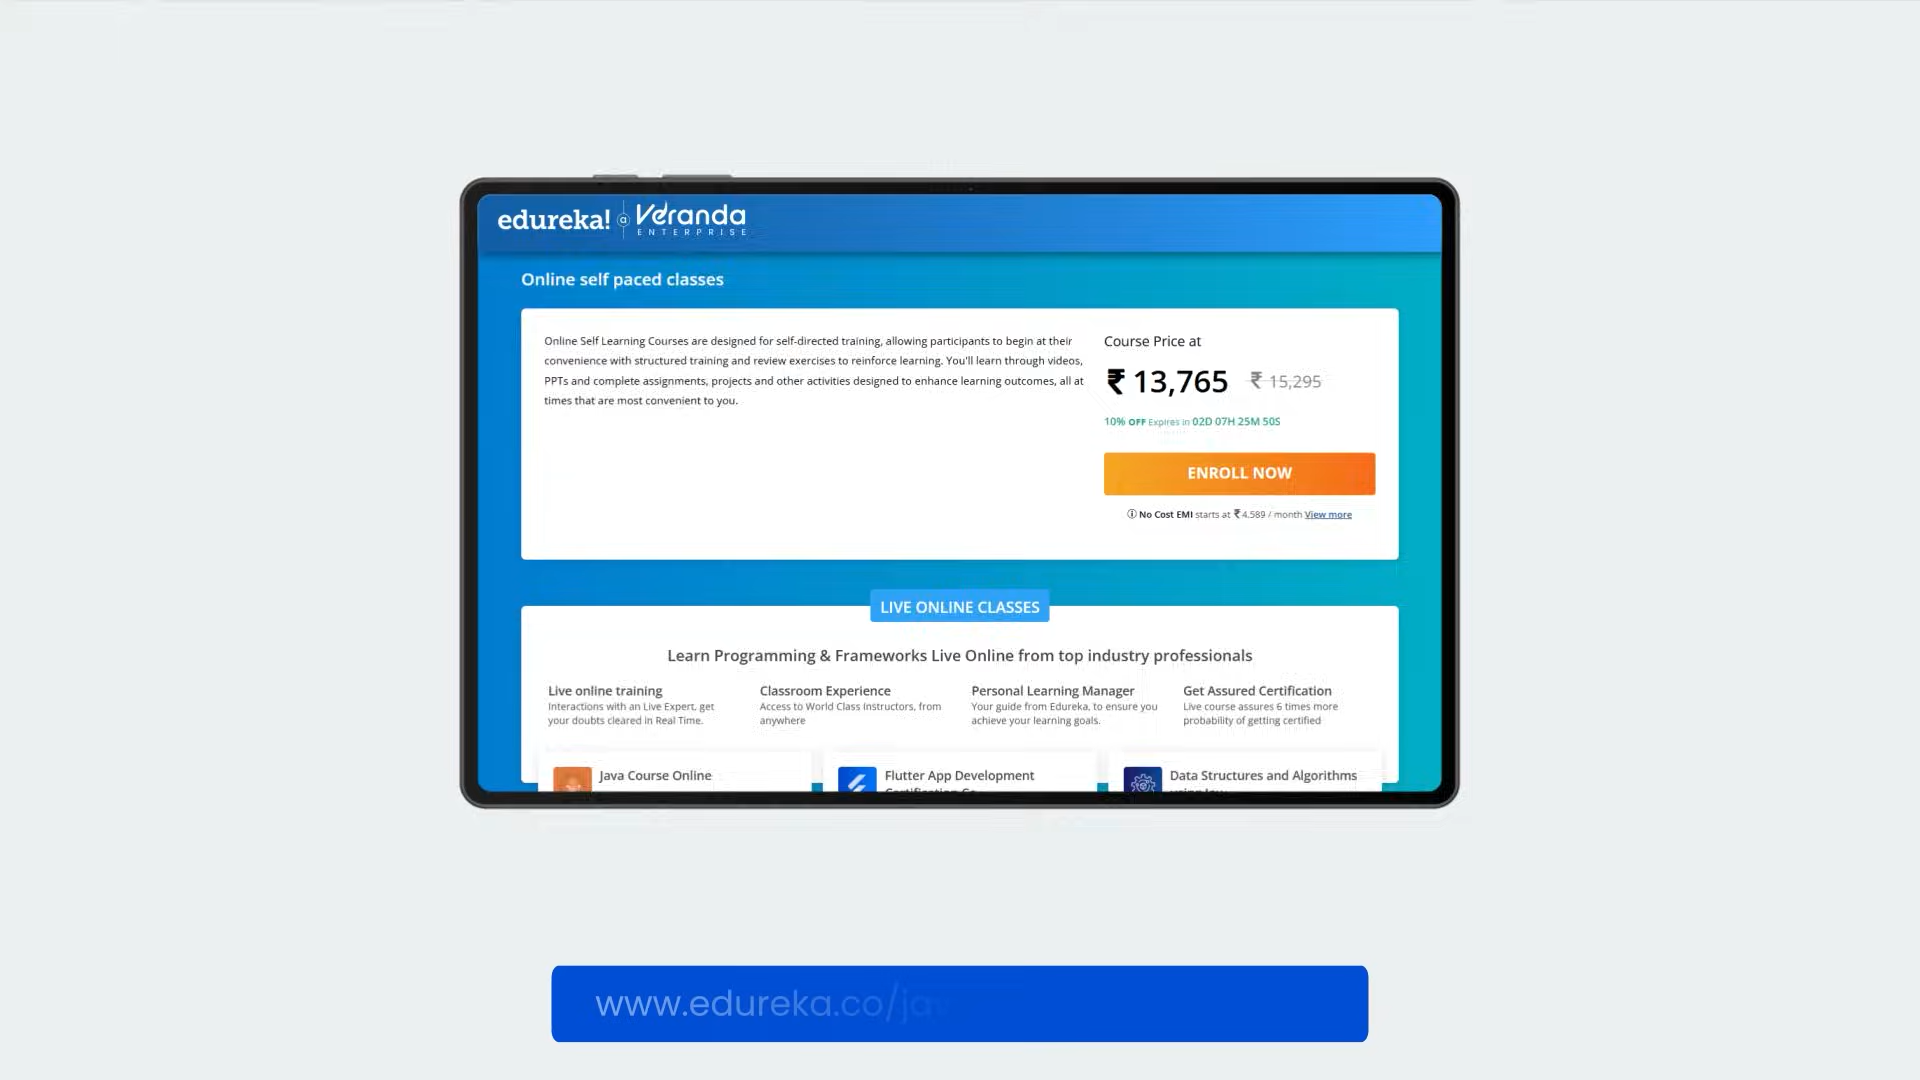 edureka! a Veranda
ENTERPRISE
Online self paced classes
Online Self Learning Courses are designed for self-directed training, allowing participants to begin at their
convenience with structured training and review exercises to reinforce learning. You'll learn through videos,
PPTs and complete assignments, projects and other activities designed to enhance learning outcomes, all at
times that are most convenient to you.
Course Price at
₹ 13,765 ₹ 15,295
10% OFF Expires in 02D 07H 25M 50S
ENROLL NOW
No Cost EMI starts at ₹ 4,589 / month View more
LIVE ONLINE CLASSES
Learn Programming & Frameworks Live Online from top industry professionals
Live online training
Interactions with an Live Expert, get
your doubts cleared in Real Time.
Classroom Experience
Access to World Class Instructors, from
anywhere
Personal Learning Manager
Your guide from Edureka, to ensure you
achieve your learning goals.
Get Assured Certification
Live course assures 6 times more
probability of getting certified
Java Course Online
Flutter App Development
Data Structures and Algorithms
www.edureka.co/ja